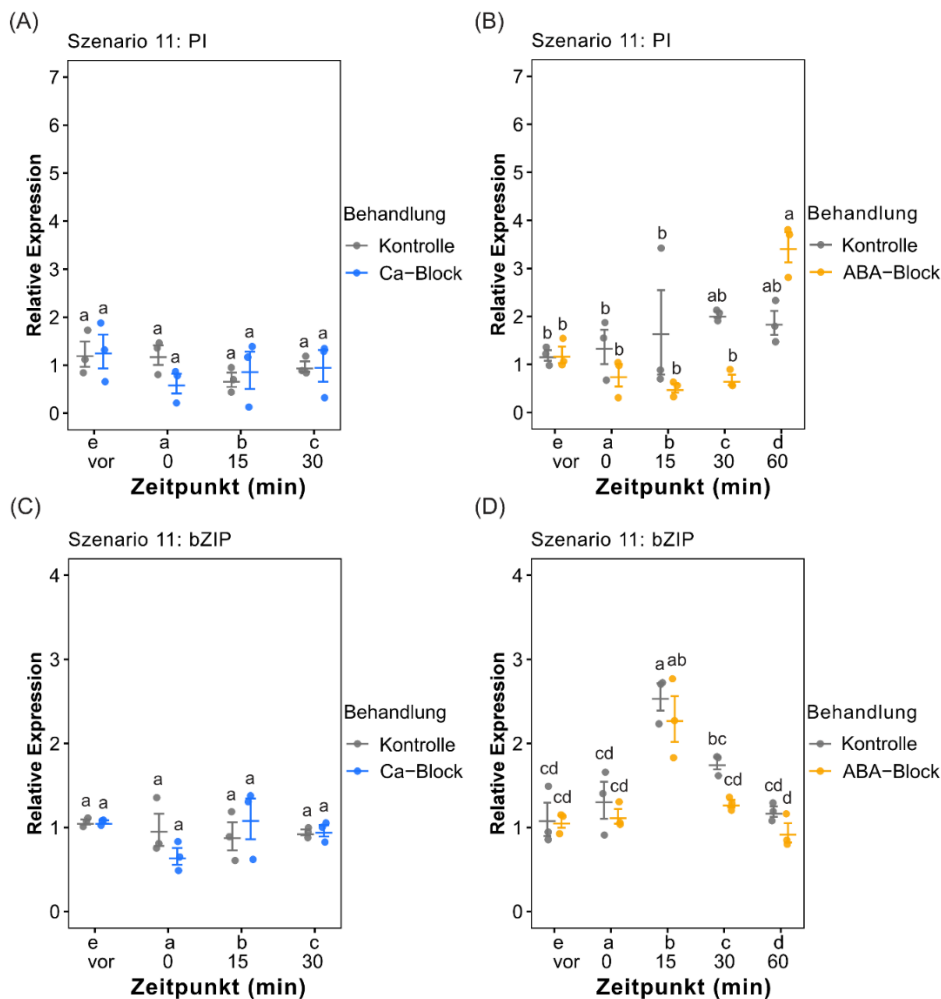 (A)
Szenario 11: PI
Relative Expression
7
6
5
4
3
2
1
0
a a
a
a
a a
a a
e a b c
vor 0 15 30
Zeitpunkt (min)
Behandlung
Kontrolle
Ca-Block
(B)
Szenario 11: PI
Relative Expression
7
6
5
4
3
2
1
0
b b
b
b
b
b
ab
b
ab
a
e a b c d
vor 0 15 30 60
Zeitpunkt (min)
Behandlung
Kontrolle
ABA-Block
(C)
Szenario 11: bZIP
Relative Expression
4
3
2
1
0
a a
a
a
a
a
a a
e a b c
vor 0 15 30
Zeitpunkt (min)
Behandlung
Kontrolle
Ca-Block
(D)
Szenario 11: bZIP
Relative Expression
4
3
2
1
0
cd
cd
cd
cd
a ab
bc
cd
cd
d
e a b c d
vor 0 15 30 60
Zeitpunkt (min)
Behandlung
Kontrolle
ABA-Block